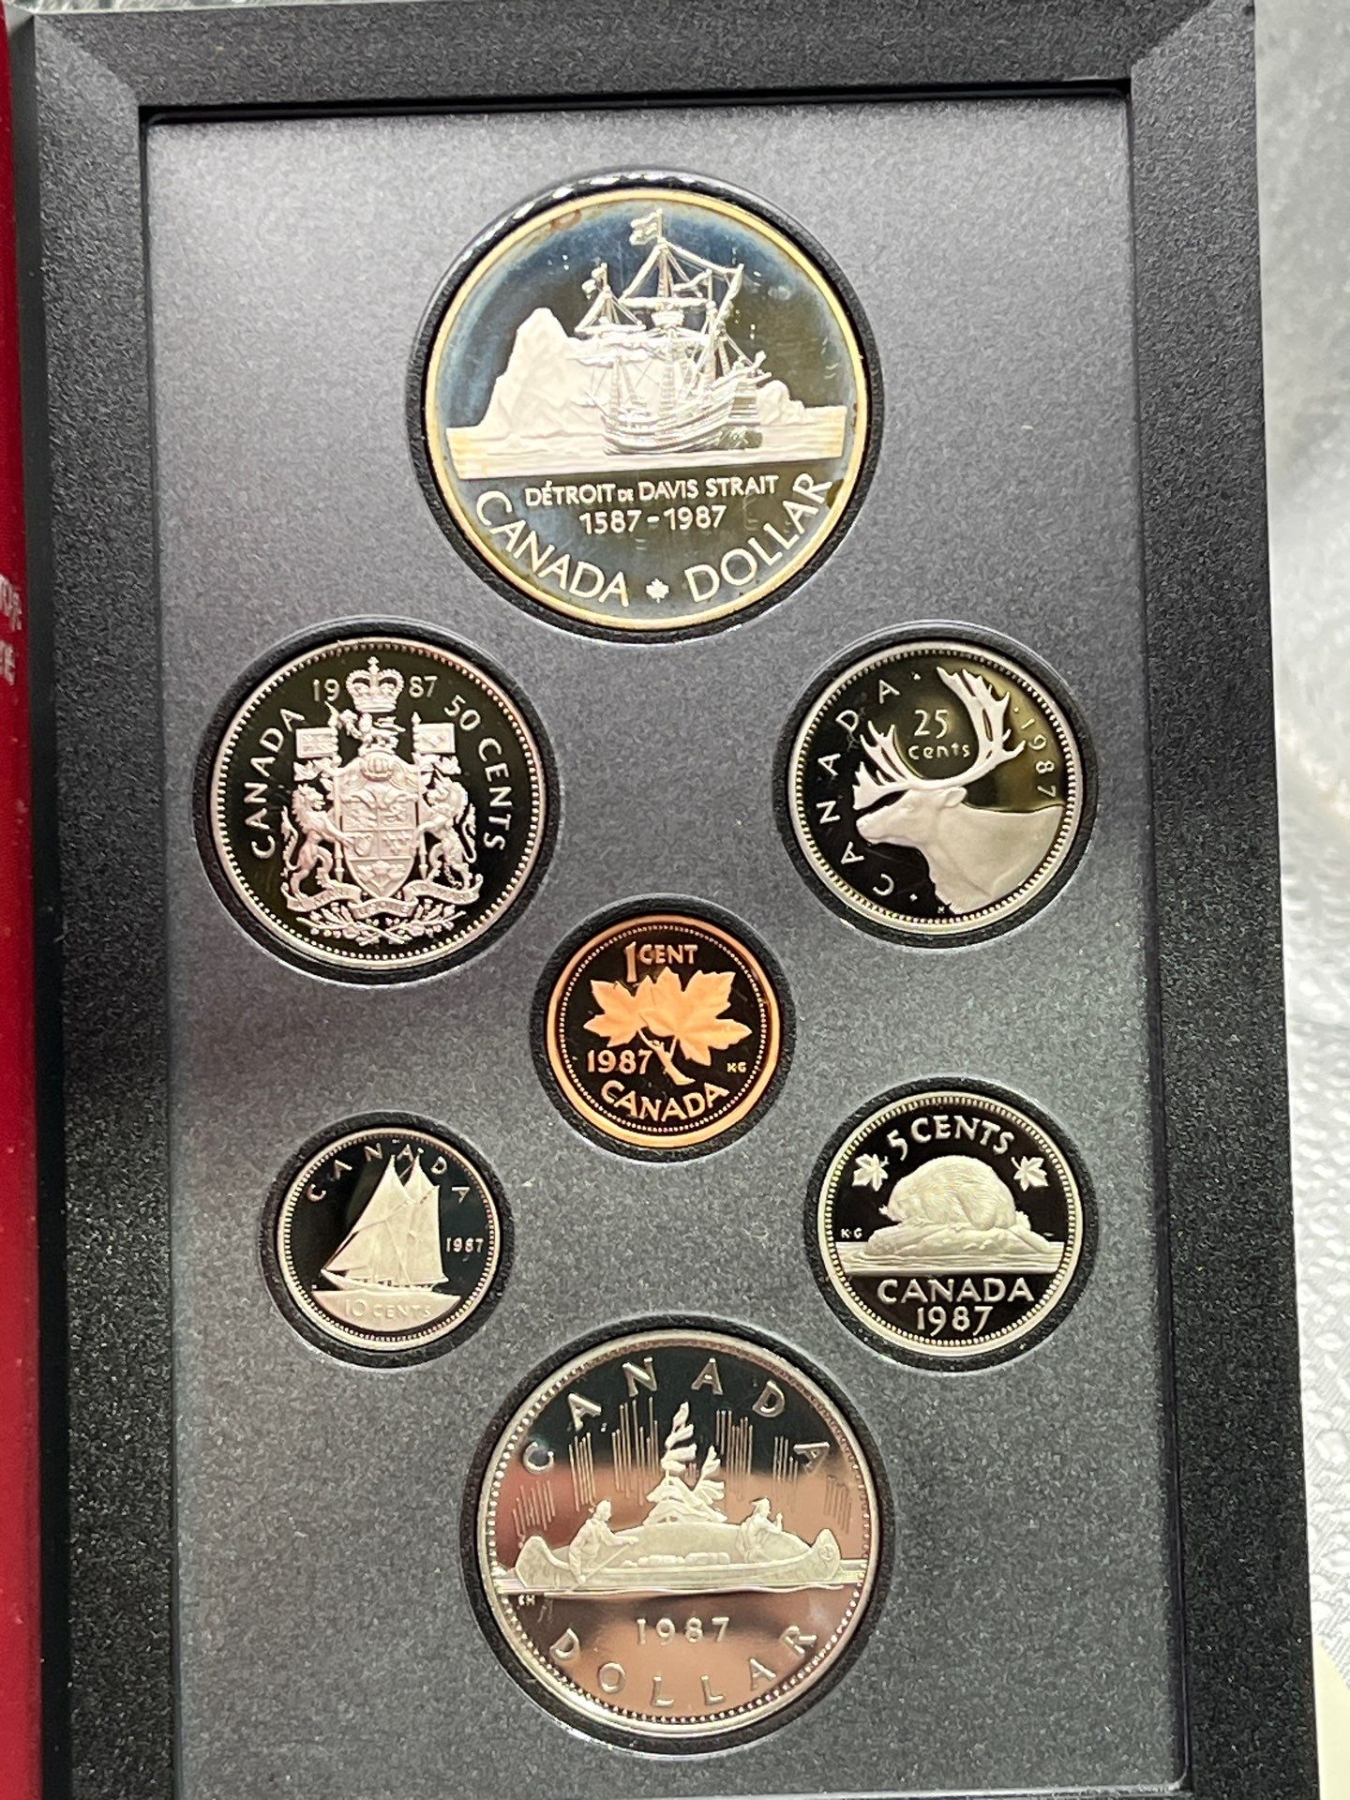 DÉTROIT DE DAVIS STRAIT
1587-1987
CANADA DOLLAR
1987
CANADA 50 CENTS
CANADA 1987
25
cents
1 CENT
1987 KG
CANADA
CANADA
1987
10 CENTS
5 CENTS
K·G
CANADA
1987
CANADA
EH
1987
DOLLAR